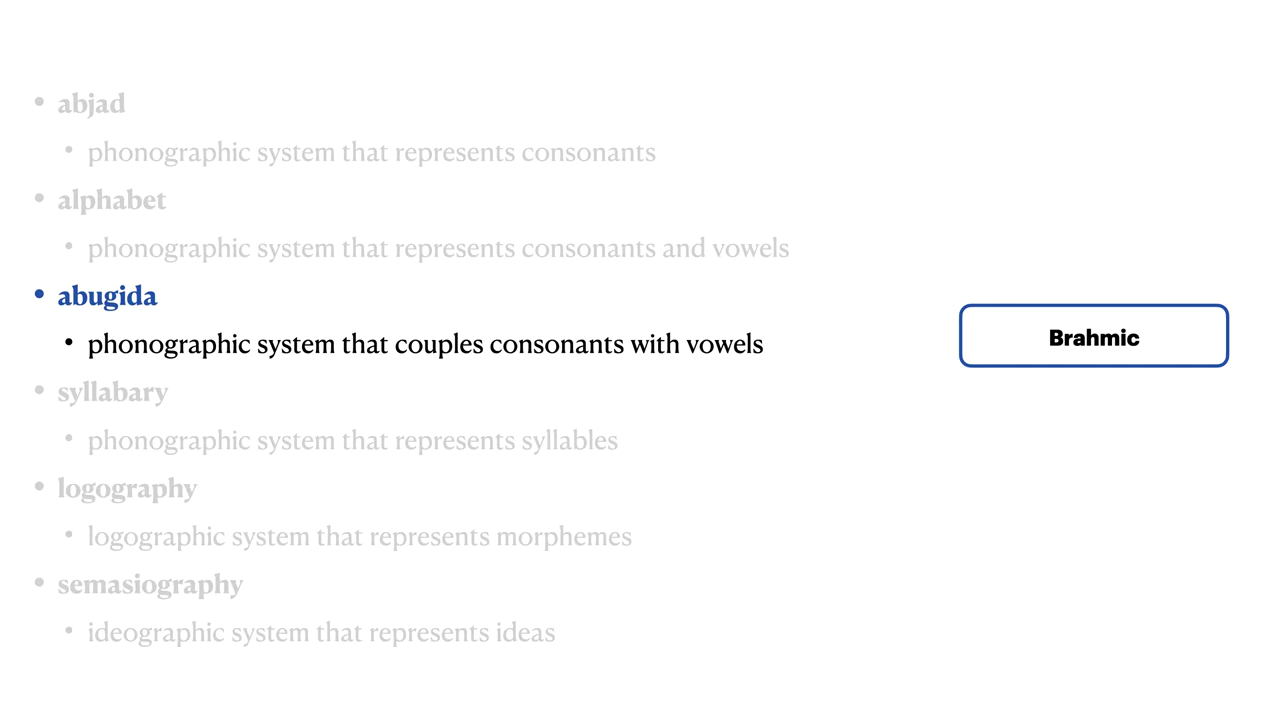 • abjad
• phonographic system that represents consonants
• alphabet
• phonographic system that represents consonants and vowels
• abugida
• phonographic system that couples consonants with vowels
Brahmic
• syllabary
• phonographic system that represents syllables
• logography
• logographic system that represents morphemes
• semasiography
• ideographic system that represents ideas